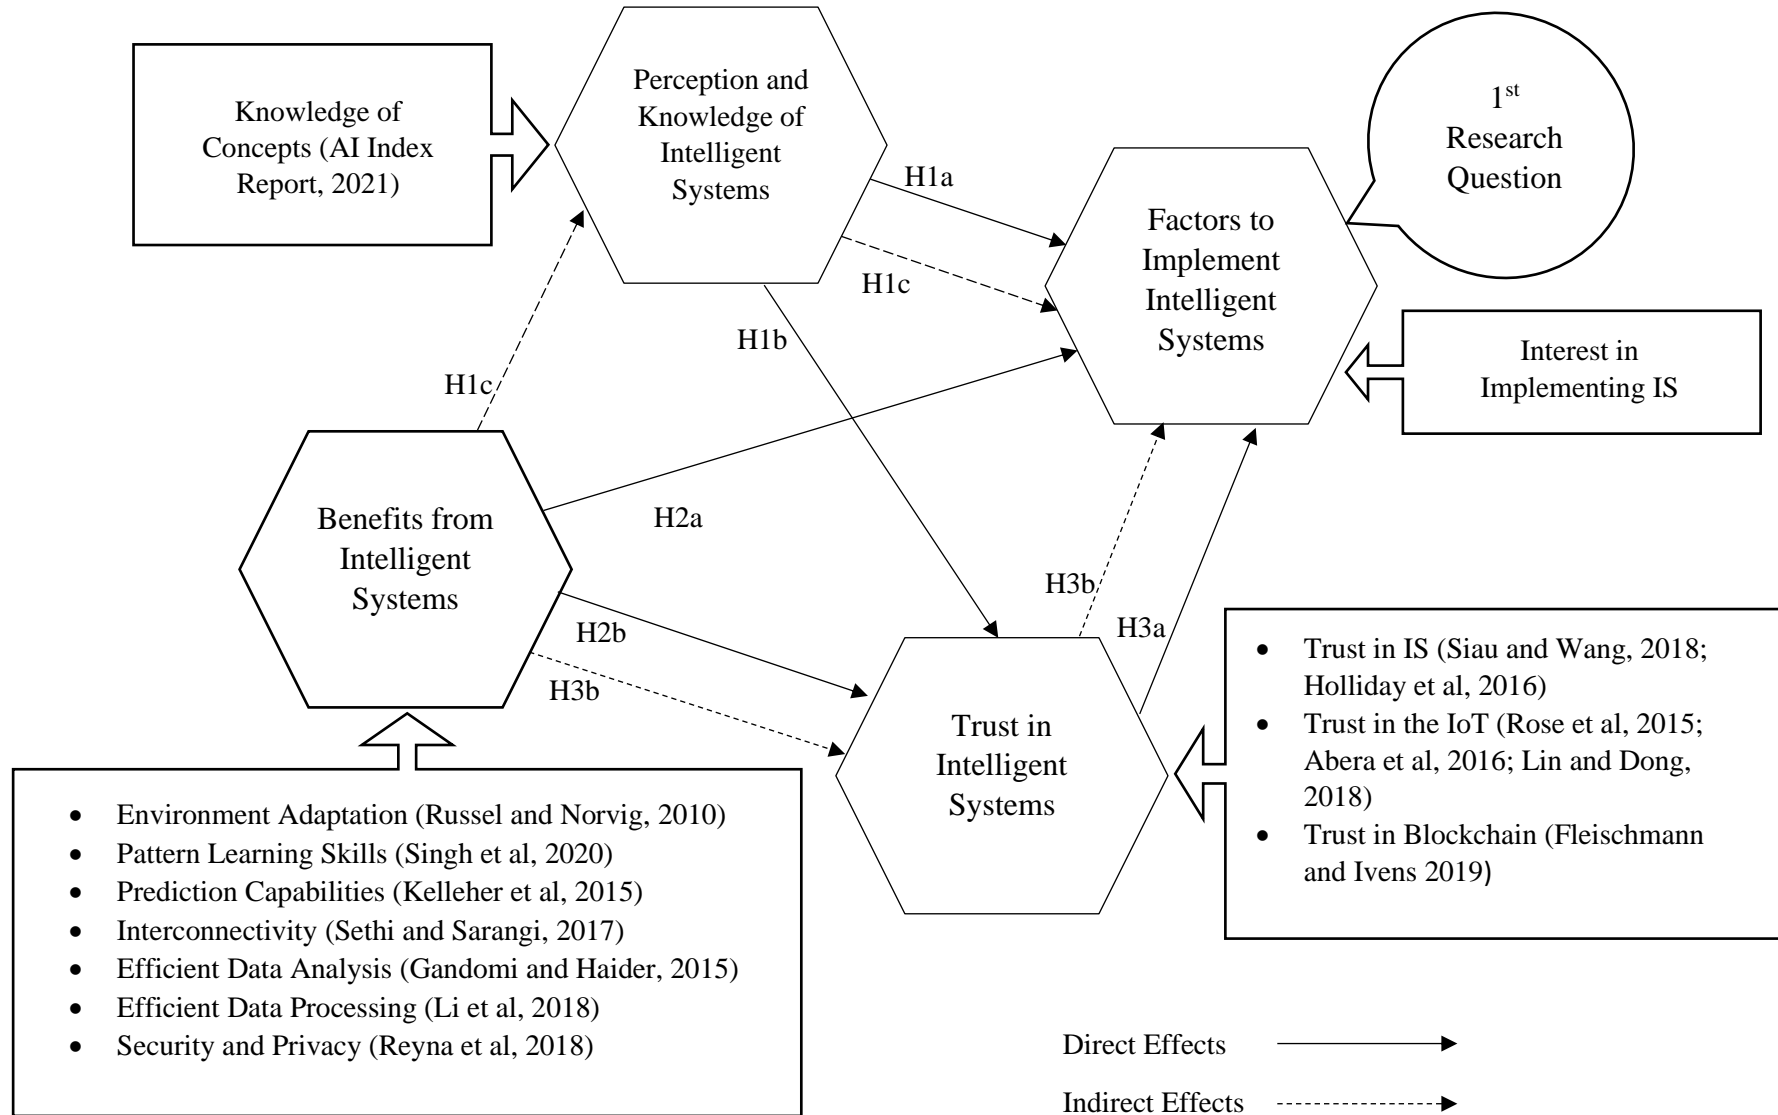 Knowledge of
Concepts (AI Index
Report, 2021)
Perception and
Knowledge of
Intelligent
Systems
1st
Research
Question
H1a
H1c
H1b
Factors to
Implement
Intelligent
Systems
Interest in
Implementing IS
H1c
Benefits from
Intelligent
Systems
H2a
H2b
H3b
H3b
H3a
Trust in
Intelligent
Systems
• Trust in IS (Siau and Wang, 2018;
Holliday et al, 2016)
• Trust in the IoT (Rose et al, 2015;
Abera et al, 2016; Lin and Dong,
2018)
• Trust in Blockchain (Fleischmann
and Ivens 2019)
• Environment Adaptation (Russel and Norvig, 2010)
• Pattern Learning Skills (Singh et al, 2020)
• Prediction Capabilities (Kelleher et al, 2015)
• Interconnectivity (Sethi and Sarangi, 2017)
• Efficient Data Analysis (Gandomi and Haider, 2015)
• Efficient Data Processing (Li et al, 2018)
• Security and Privacy (Reyna et al, 2018)
Direct Effects
Indirect Effects